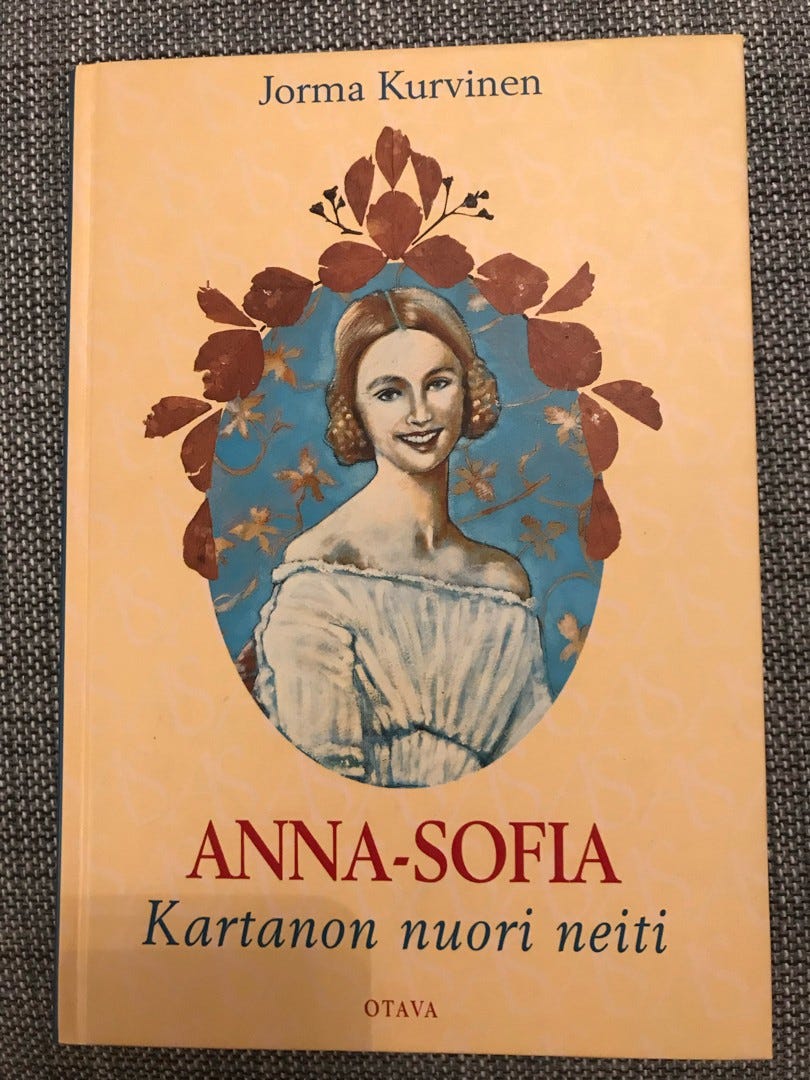 Jorma Kurvinen
ANNA-SOFIA
Kartanon nuori neiti
OTAVA